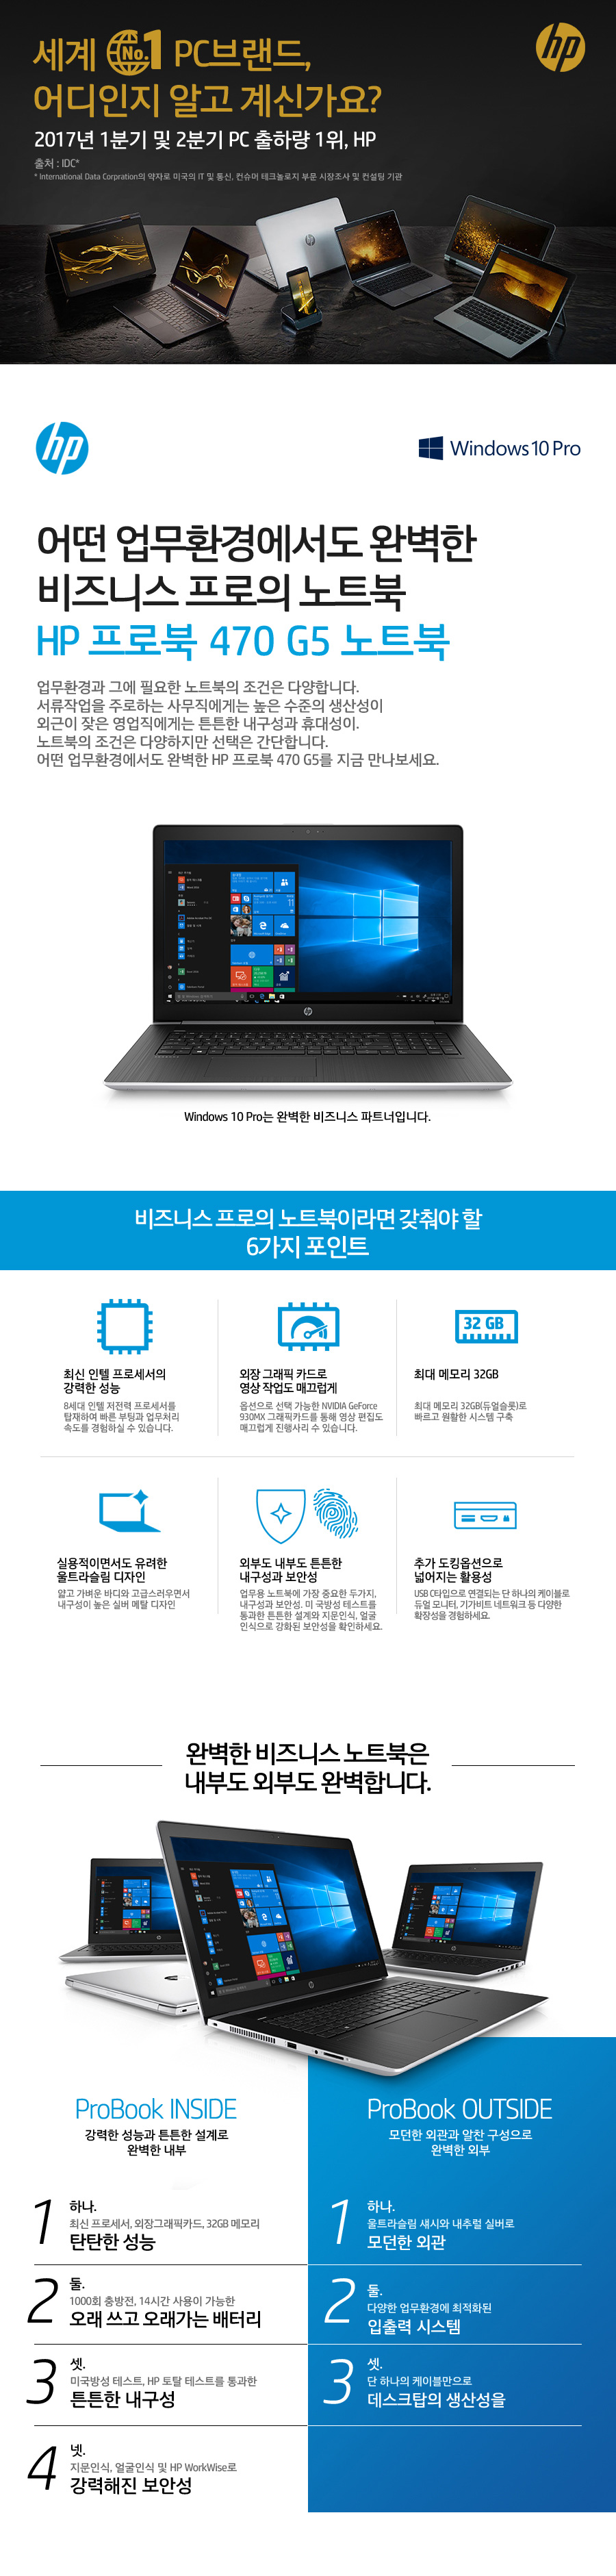 세계 No.1 PC브랜드,
어디인지 알고 계신가요?
2017년 1분기 및 2분기 PC 출하량 1위, HP
출처 : IDC*
* International Data Corpration의 약자로 미국의 IT 및 통신, 컨슈머 테크놀로지 부문 시장조사 및 컨설팅 기관
hp
hp
Windows 10 Pro
어떤 업무환경에서도 완벽한
비즈니스 프로의 노트북
HP 프로북 470 G5 노트북
업무환경과 그에 필요한 노트북의 조건은 다양합니다.
서류작업을 주로하는 사무직에게는 높은 수준의 생산성이
외근이 잦은 영업직에게는 튼튼한 내구성과 휴대성이.
노트북의 조건은 다양하지만 선택은 간단합니다.
어떤 업무환경에서도 완벽한 HP 프로북 470 G5를 지금 만나보세요.
Windows 10 Pro는 완벽한 비즈니스 파트너입니다.
비즈니스 프로의 노트북이라면 갖춰야 할
6가지 포인트
최신 인텔 프로세서의
강력한 성능
8세대 인텔 저전력 프로세서를
탑재하여 빠른 부팅과 업무처리
속도를 경험하실 수 있습니다.
외장 그래픽 카드로
영상 작업도 매끄럽게
옵션으로 선택 가능한 NVIDIA GeForce
930MX 그래픽카드를 통해 영상 편집도
매끄럽게 진행사리 수 있습니다.
32 GB
최대 메모리 32GB
최대 메모리 32GB(듀얼슬롯)로
빠르고 원활한 시스템 구축
실용적이면서도 유려한
울트라슬림 디자인
얇고 가벼운 바디와 고급스러우면서
내구성이 높은 실버 메탈 디자인
외부도 내부도 튼튼한
내구성과 보안성
업무용 노트북에 가장 중요한 두가지,
내구성과 보안성. 미 국방성 테스트를
통과한 튼튼한 설계와 지문인식, 얼굴
인식으로 강화된 보안성을 확인하세요.
추가 도킹옵션으로
넓어지는 활용성
USB C타입으로 연결되는 단 하나의 케이블로
듀얼 모니터, 기가비트 네트워크 등 다양한
확장성을 경험하세요.
완벽한 비즈니스 노트북은
내부도 외부도 완벽합니다.
ProBook INSIDE
강력한 성능과 튼튼한 설계로
완벽한 내부
1 하나.
최신 프로세서, 외장그래픽카드, 32GB 메모리
탄탄한 성능
2 둘.
1000회 충방전, 14시간 사용이 가능한
오래 쓰고 오래가는 배터리
3 셋.
미국방성 테스트, HP 토탈 테스트를 통과한
튼튼한 내구성
4 넷.
지문인식, 얼굴인식 및 HP WorkWise로
강력해진 보안성
ProBook OUTSIDE
모던한 외관과 알찬 구성으로
완벽한 외부
1 하나.
울트라슬림 섀시와 내추럴 실버로
모던한 외관
2 둘.
다양한 업무환경에 최적화된
입출력 시스템
3 셋.
단 하나의 케이블만으로
데스크탑의 생산성을